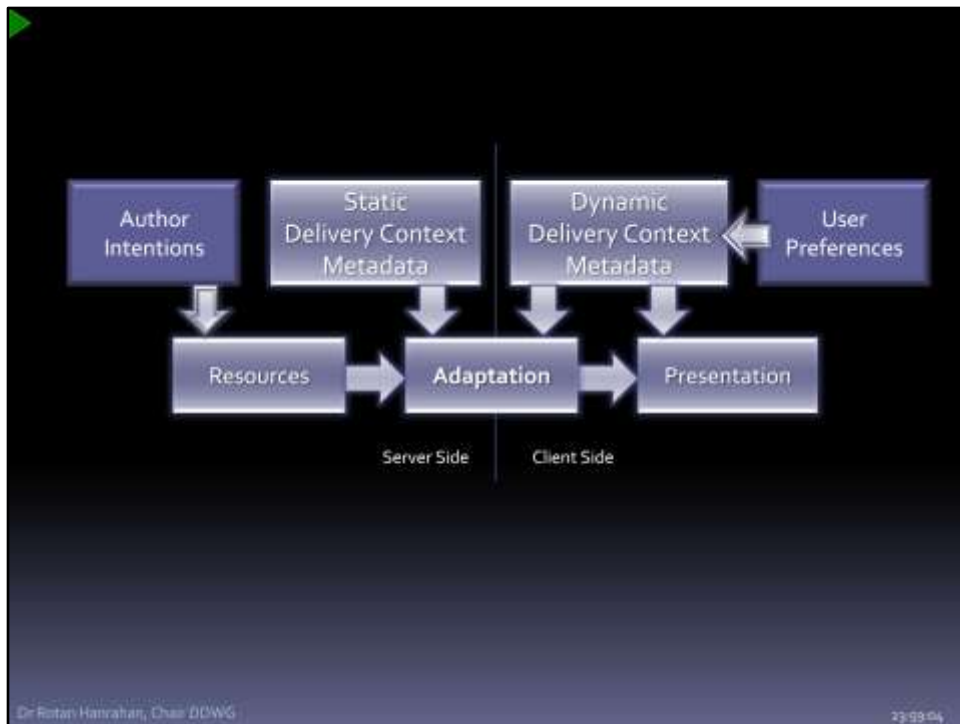 Author
Intentions
Static
Delivery Context
Metadata
Dynamic
Delivery Context
Metadata
User
Preferences
Resources
Adaptation
Presentation
Server Side
Client Side
Dr Rotan Hanrahan, Chair DDWG
23:59:04